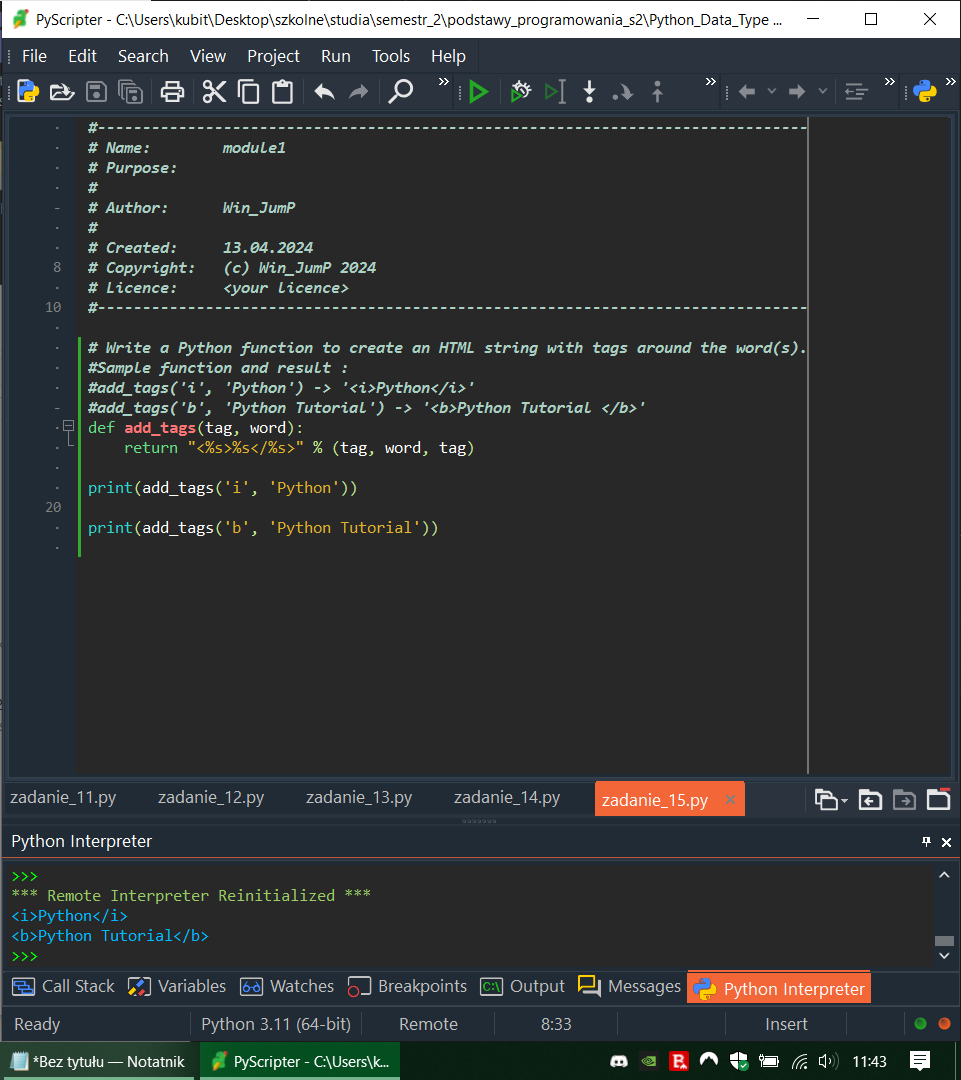 PyScripter - C:\Users\kubit\Desktop\szkolne\studia\semestr_2\podstawy_programowania_s2\Python_Data_Type ...
File Edit Search View Project Run Tools Help
#------------------------------------------------------------------------------
# Name: module1
# Purpose:
#
# Author: Win_JumP
#
# Created: 13.04.2024
8 # Copyright: (c) Win_JumP 2024
# Licence: <your licence>
10 #------------------------------------------------------------------------------
# Write a Python function to create an HTML string with tags around the word(s).
#Sample function and result :
#add_tags('i', 'Python') -> '<i>Python</i>'
#add_tags('b', 'Python Tutorial') -> '<b>Python Tutorial </b>'
def add_tags(tag, word):
    return "<%s>%s</%s>" % (tag, word, tag)
print(add_tags('i', 'Python'))
20
print(add_tags('b', 'Python Tutorial'))
zadanie_11.py zadanie_12.py zadanie_13.py zadanie_14.py zadanie_15.py
Python Interpreter
>>>
*** Remote Interpreter Reinitialized ***
<i>Python</i>
<b>Python Tutorial</b>
>>>
Call Stack Variables Watches Breakpoints C:\ Output Messages Python Interpreter
Ready Python 3.11 (64-bit) Remote 8:33 Insert
*Bez tytułu — Notatnik PyScripter - C:\Users\k... 11:43